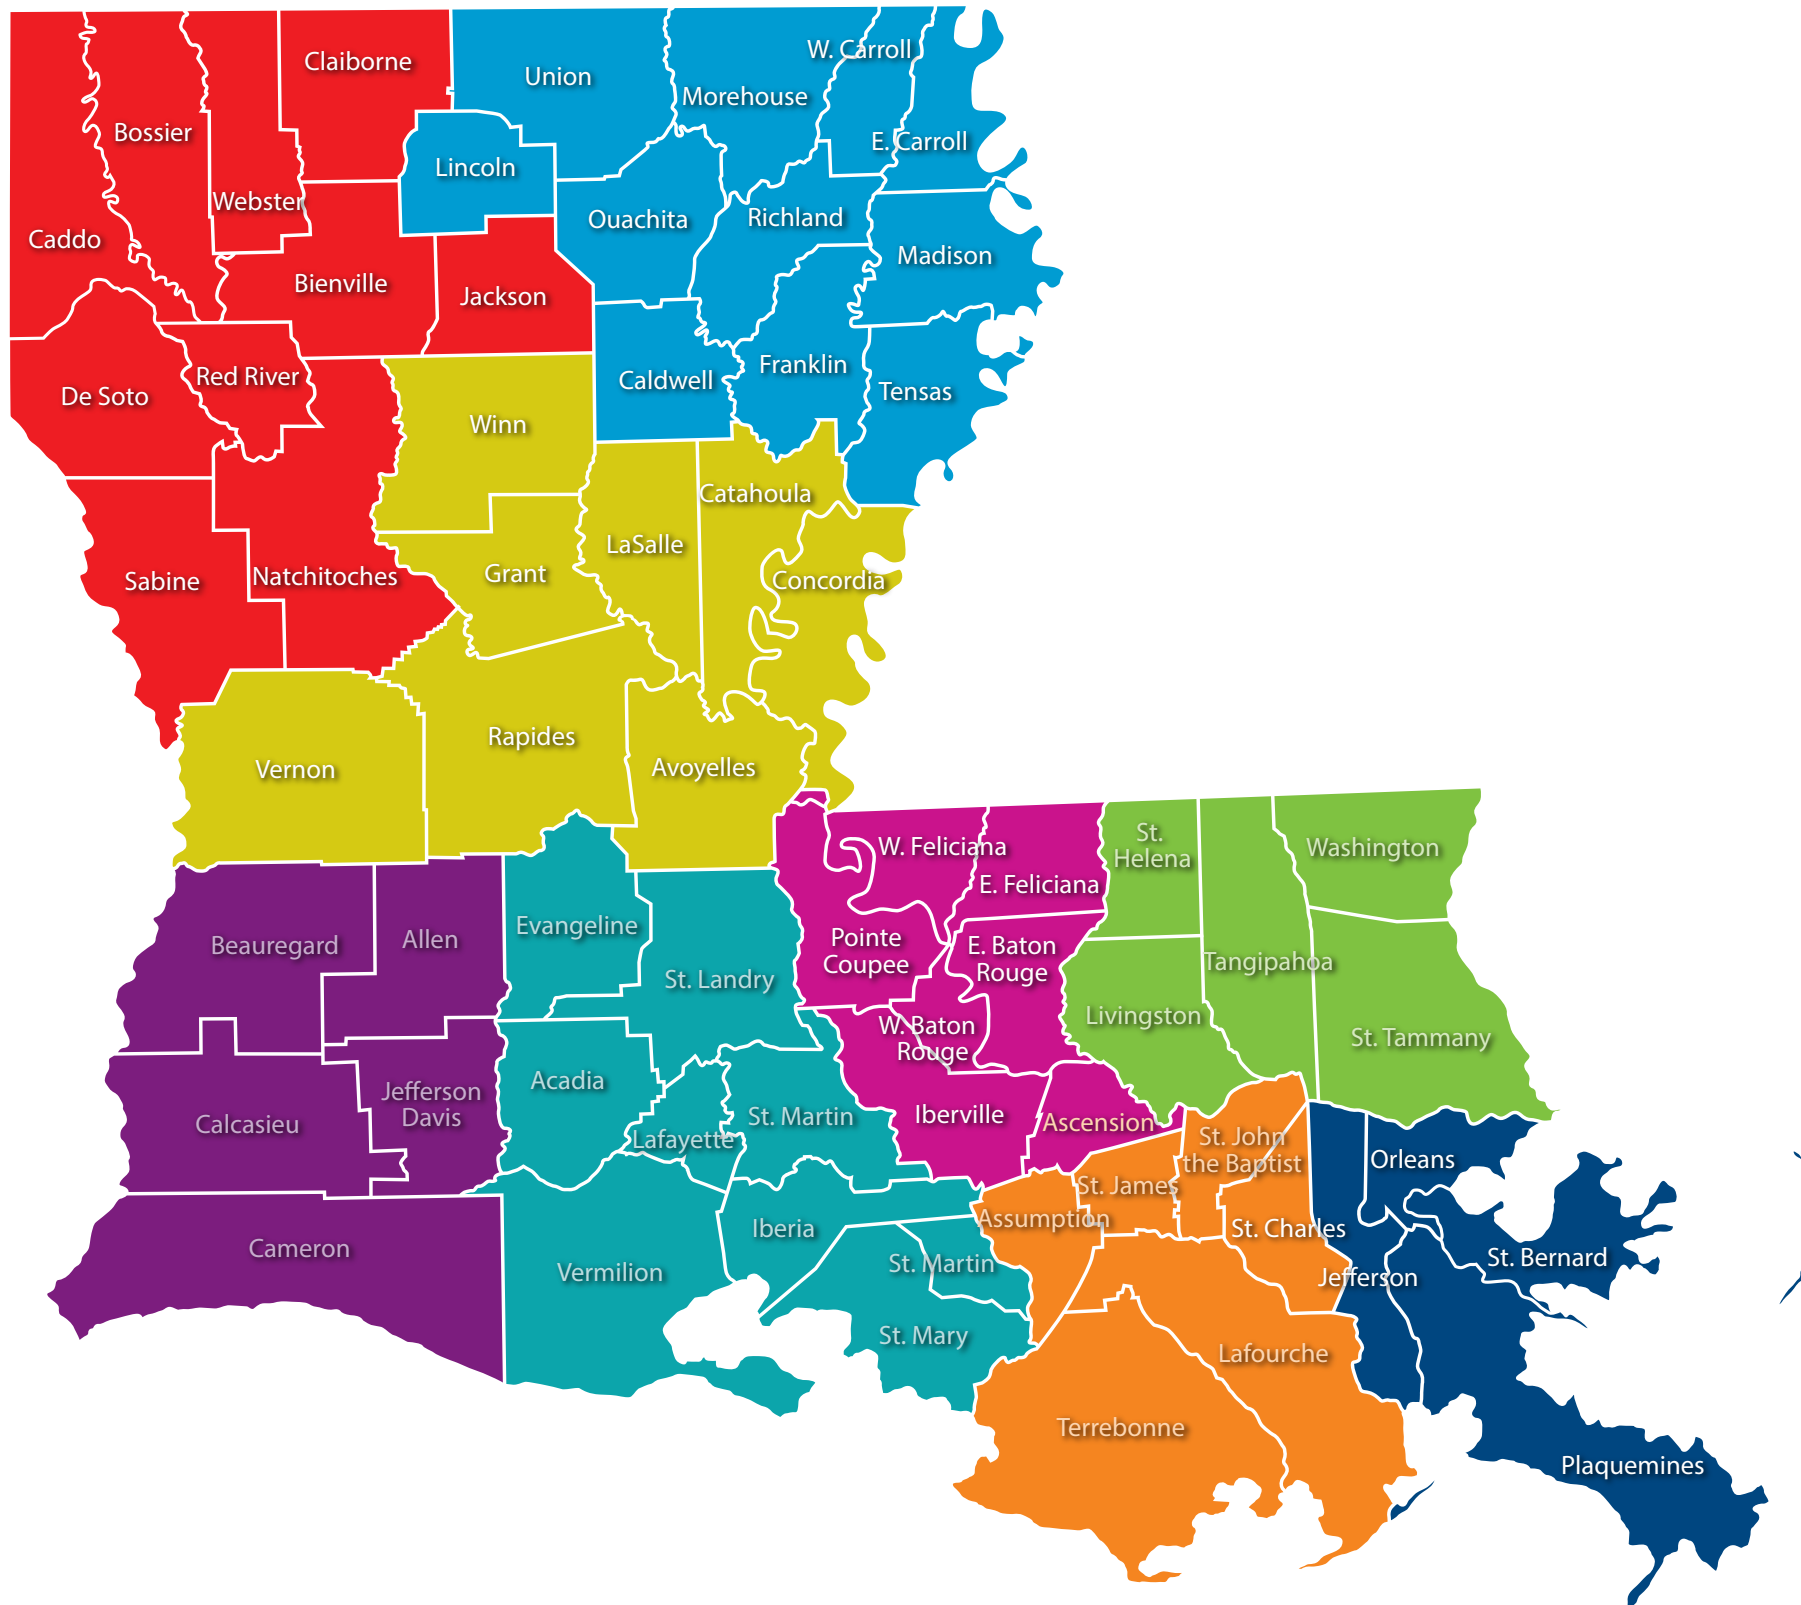 W. Carroll
Claiborne
Union
Morehouse
Bossier
E. Carroll
Lincoln
Webster
Ouachita
Richland
Caddo
Madison
Bienville
Jackson
Red River
Franklin
Caldwell
De Soto
Tensas
Winn
Catahoula
LaSalle
Sabine
Natchitoches
Grant
Concordia
Rapides
Vernon
Avoyelles
St.
Helena
W. Feliciana
Washington
E. Feliciana
Evangeline
Beauregard
Allen
Pointe
Coupee
E. Baton
Rouge
Tangipahoa
St. Landry
Livingston
W. Baton
Rouge
St. Tammany
Acadia
Jefferson
Davis
Calcasieu
St. Martin
Iberville
Ascension
Lafayette
St. John
the Baptist
Orleans
St. James
Assumption
Iberia
St. Charles
Cameron
Vermilion
St. Martin
St. Bernard
Jefferson
St. Mary
Lafourche
Terrebonne
Plaquemines